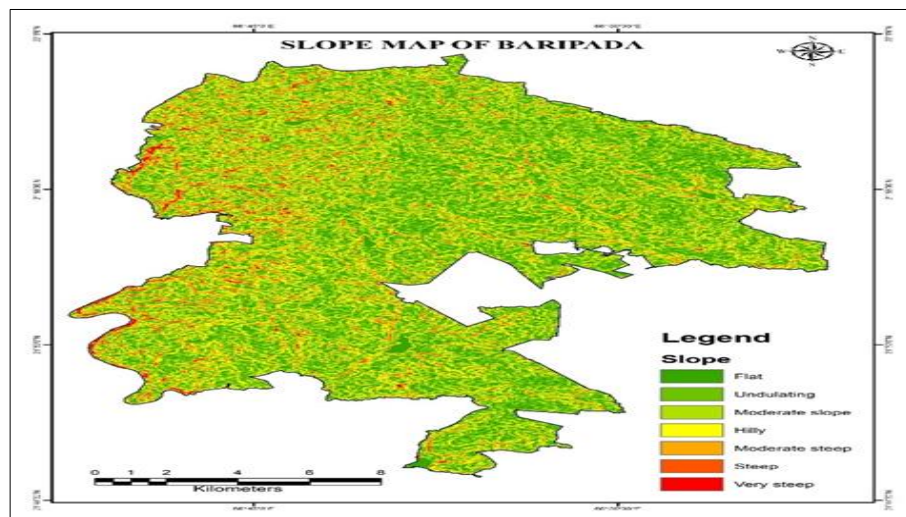 SLOPE MAP OF BARIPADA
N
W E
S
Legend
Slope
Flat
Undulating
Moderate slope
Hilly
Moderate steep
Steep
Very steep
0 1 2 4 6 8
Kilometers